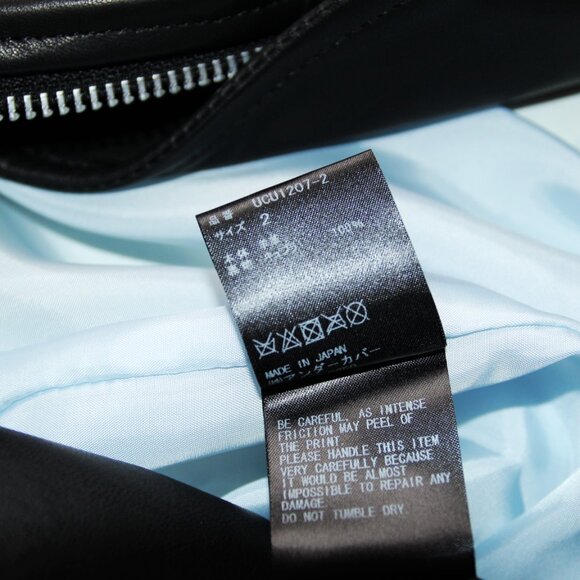 品番 UCU1207-2
サイズ 2
100%
MADE IN JAPAN
㈱アンダーカバー
BE CAREFUL, AS INTENSE
FRICTION MAY PEEL OF
THE PRINT.
PLEASE HANDLE THIS ITEM
VERY CAREFULLY BECAUSE
IT WOULD BE ALMOST
IMPOSSIBLE TO REPAIR ANY
DAMAGE.
DO NOT TUMBLE DRY.